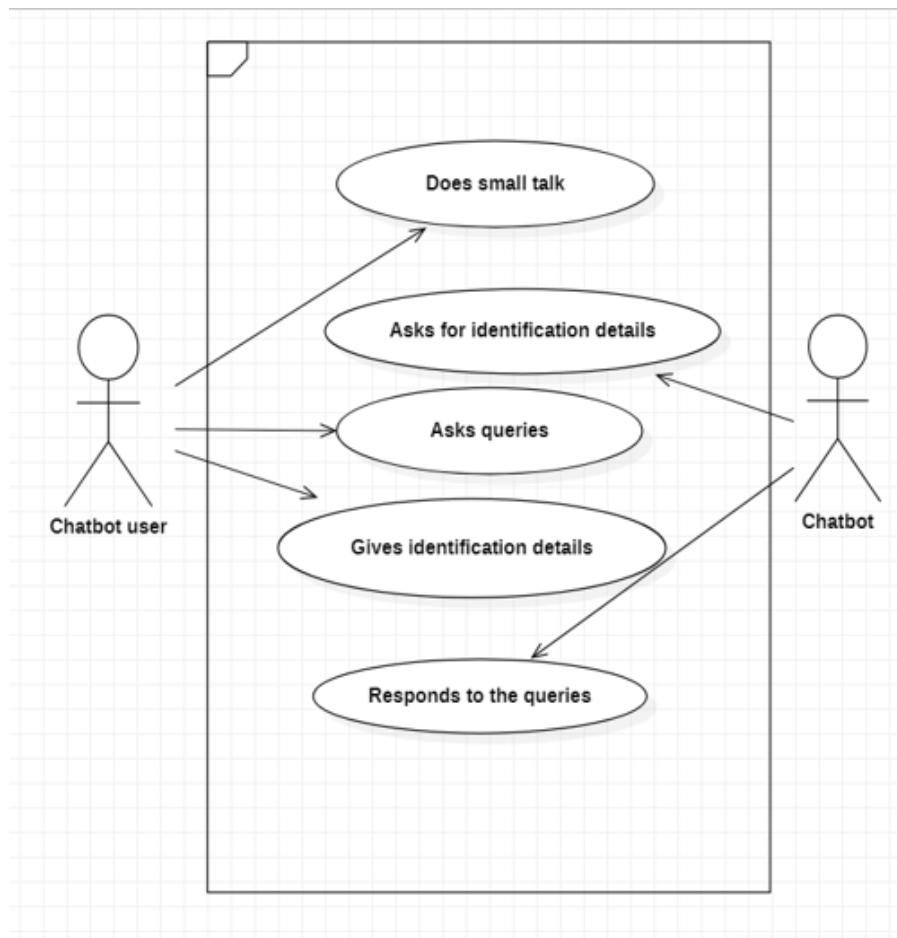 Does small talk
Asks for identification details
Asks queries
Chatbot user
Chatbot
Gives identification details
Responds to the queries